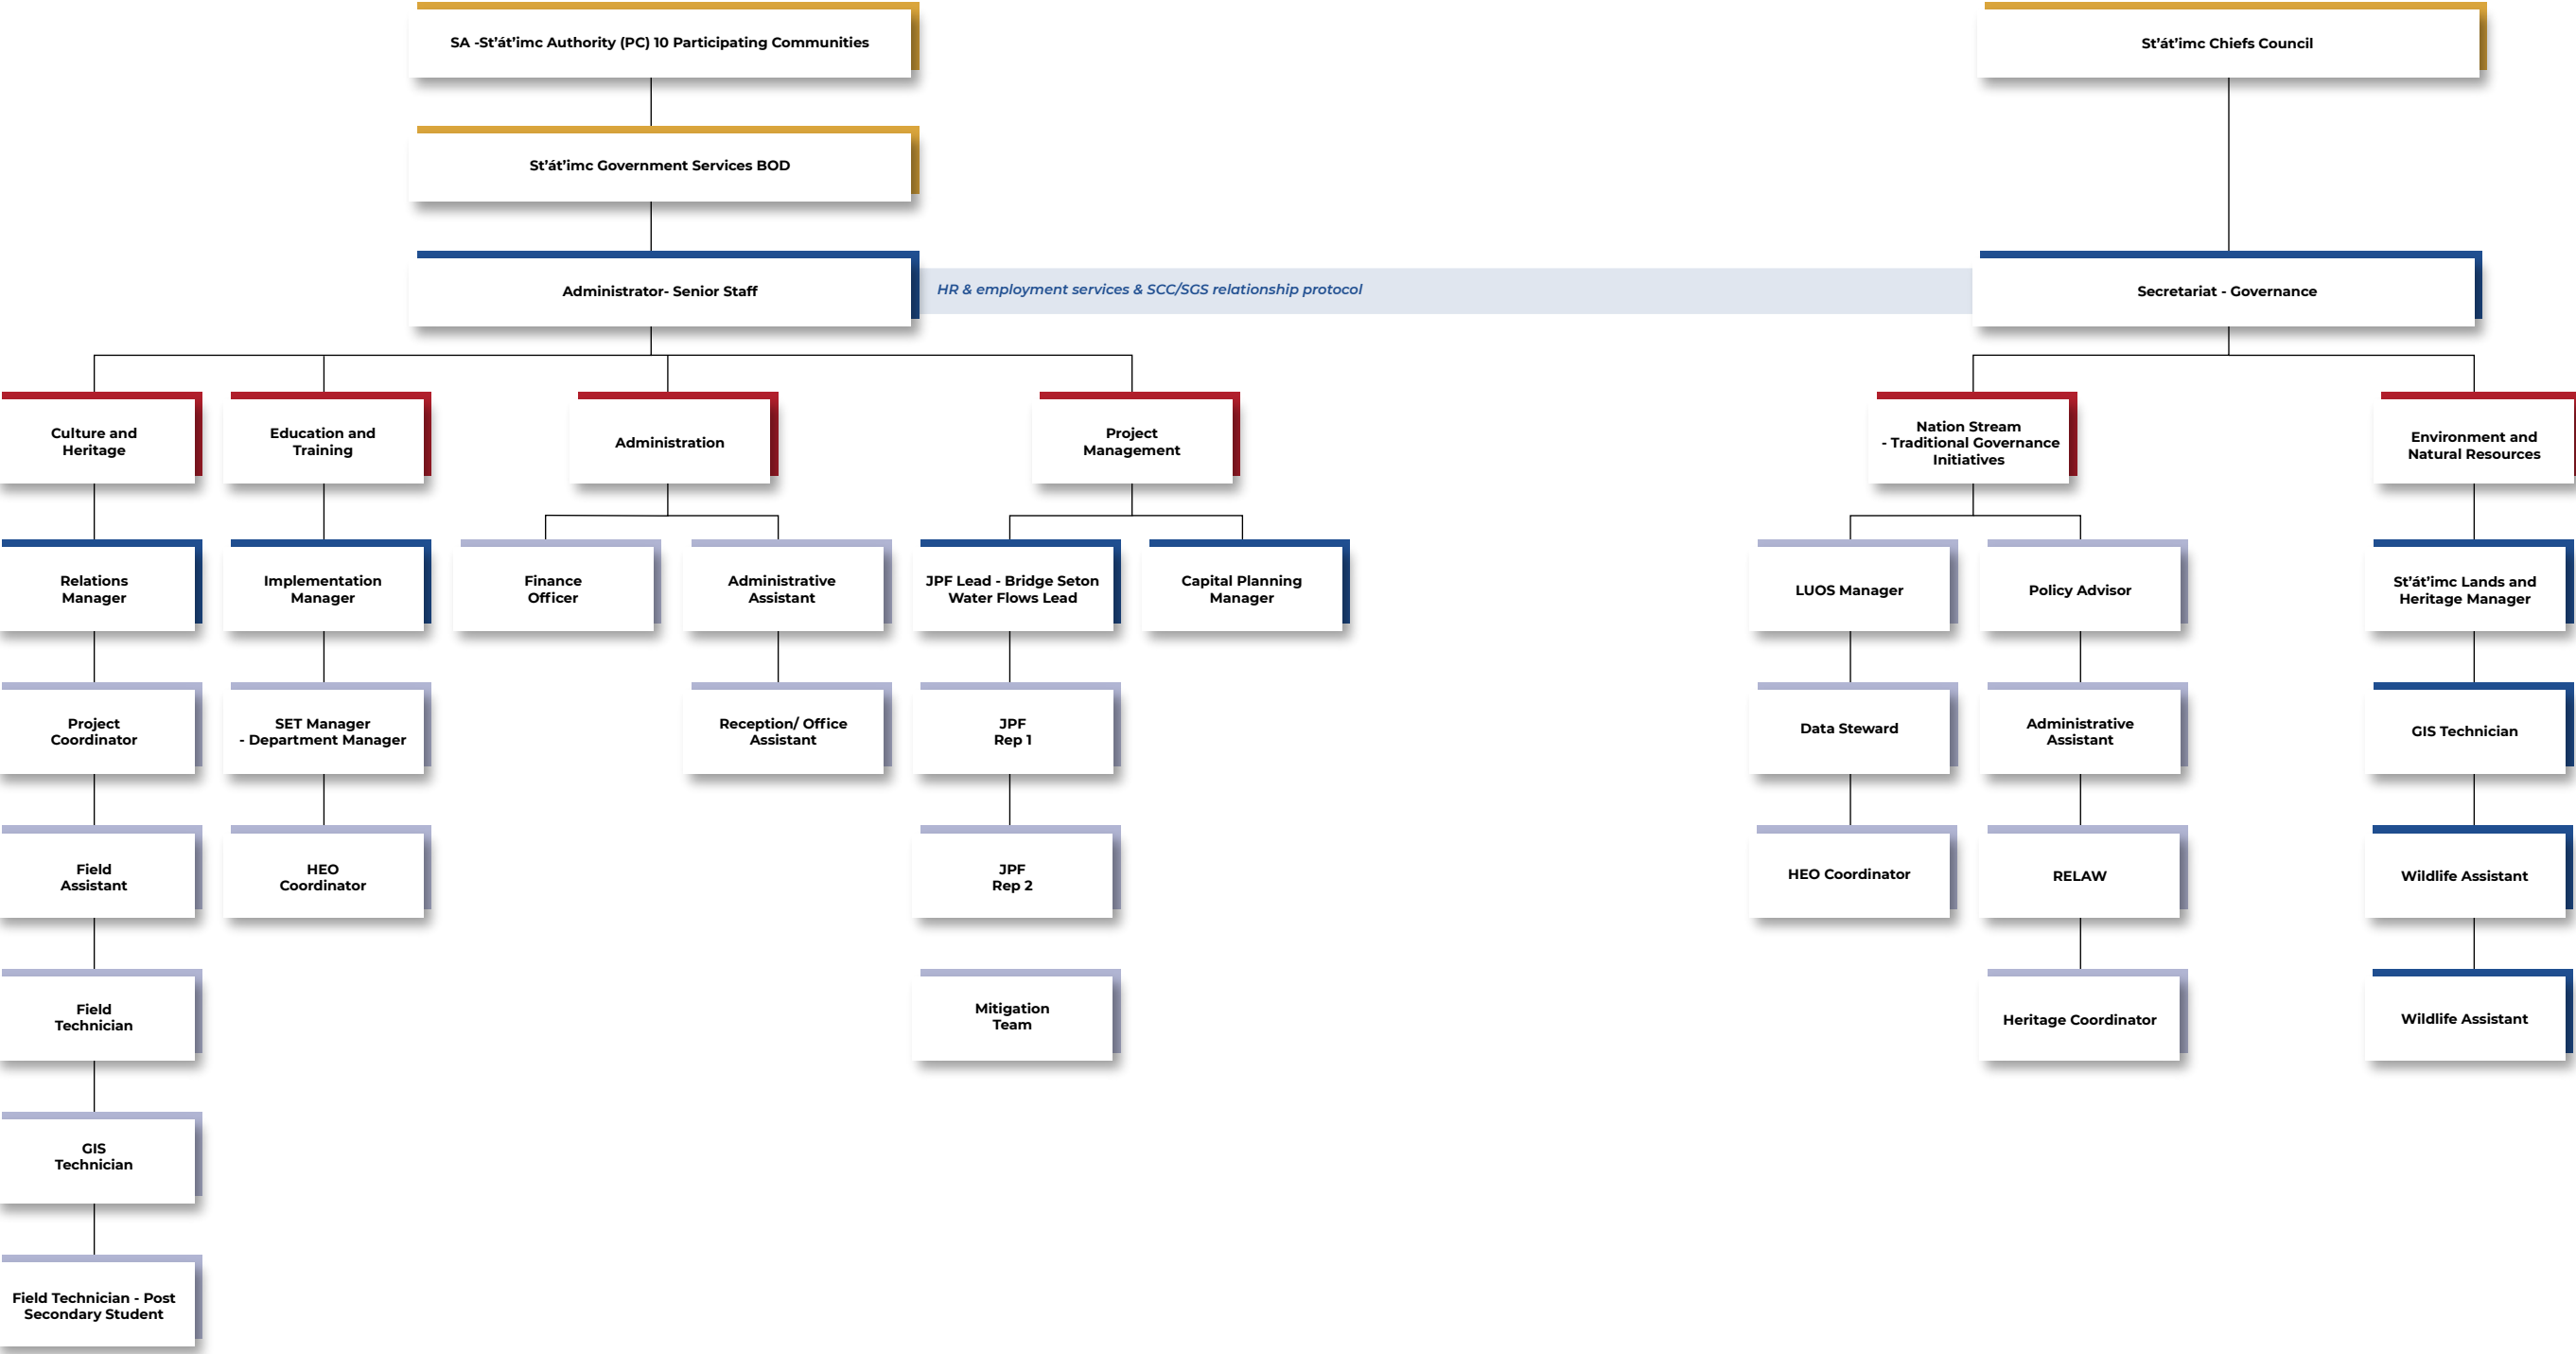 SA -St’át’imc Authority (PC) 10 Participating Communities
St’át’imc Chiefs Council
St’át’imc Government Services BOD
Administrator- Senior Staff
HR & employment services & SCC/SGS relationship protocol
Secretariat - Governance
Culture and
Heritage
Education and
Training
Administration
Project
Management
Nation Stream
- Traditional Governance
Initiatives
Environment and
Natural Resources
Relations
Manager
Implementation
Manager
Finance
Officer
Administrative
Assistant
JPF Lead - Bridge Seton
Water Flows Lead
Capital Planning
Manager
LUOS Manager
Policy Advisor
St’át’imc Lands and
Heritage Manager
Project
Coordinator
SET Manager
- Department Manager
Reception/ Office
Assistant
JPF
Rep 1
Data Steward
Administrative
Assistant
GIS Technician
Field
Assistant
HEO
Coordinator
JPF
Rep 2
HEO Coordinator
RELAW
Wildlife Assistant
Field
Technician
Mitigation
Team
Heritage Coordinator
Wildlife Assistant
GIS
Technician
Field Technician - Post
Secondary Student